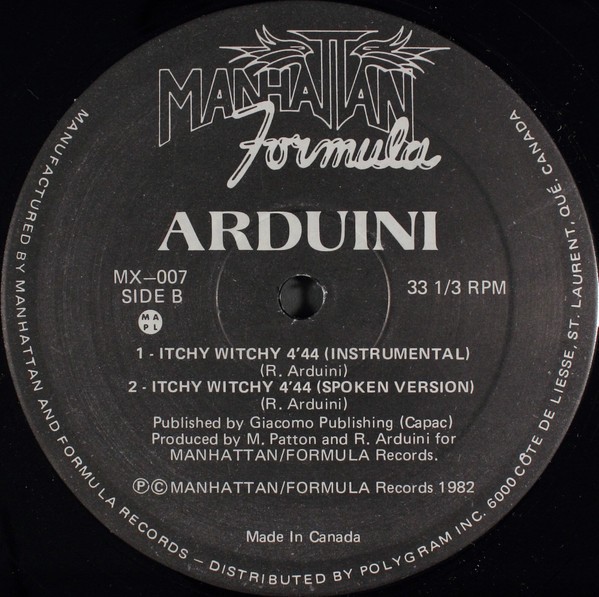 MANHATTAN
Formula
ARDUINI
MX—007
SIDE B
33 1/3 RPM
MA
PL
1 - ITCHY WITCHY 4'44 (INSTRUMENTAL)
(R. Arduini)
2 - ITCHY WITCHY 4'44 (SPOKEN VERSION)
(R. Arduini)
Published by Giacomo Publishing (Capac)
Produced by M. Patton and R. Arduini for
MANHATTAN/FORMULA Records.
ⓅⒸ MANHATTAN/FORMULA Records 1982
Made In Canada
MANUFACTURED BY MANHATTAN AND FORMULA RECORDS — DISTRIBUTED BY POLYGRAM INC. 6000 CÔTE DE LIESSE, ST. LAURENT, QUÉ. CANADA